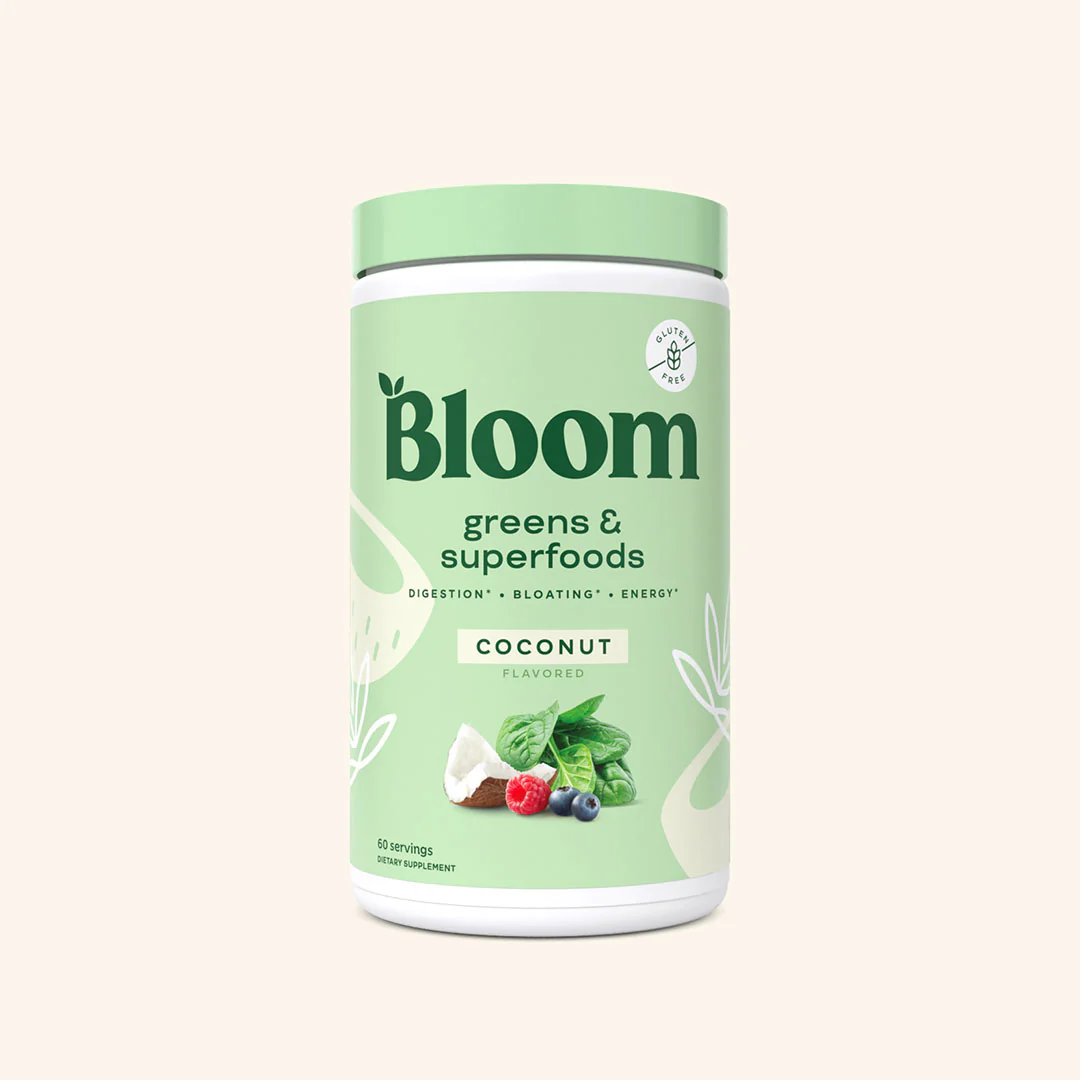 GLUTEN
FREE
Bloom
greens &
superfoods
DIGESTION* • BLOATING* • ENERGY*
COCONUT
FLAVORED
60 servings
DIETARY SUPPLEMENT